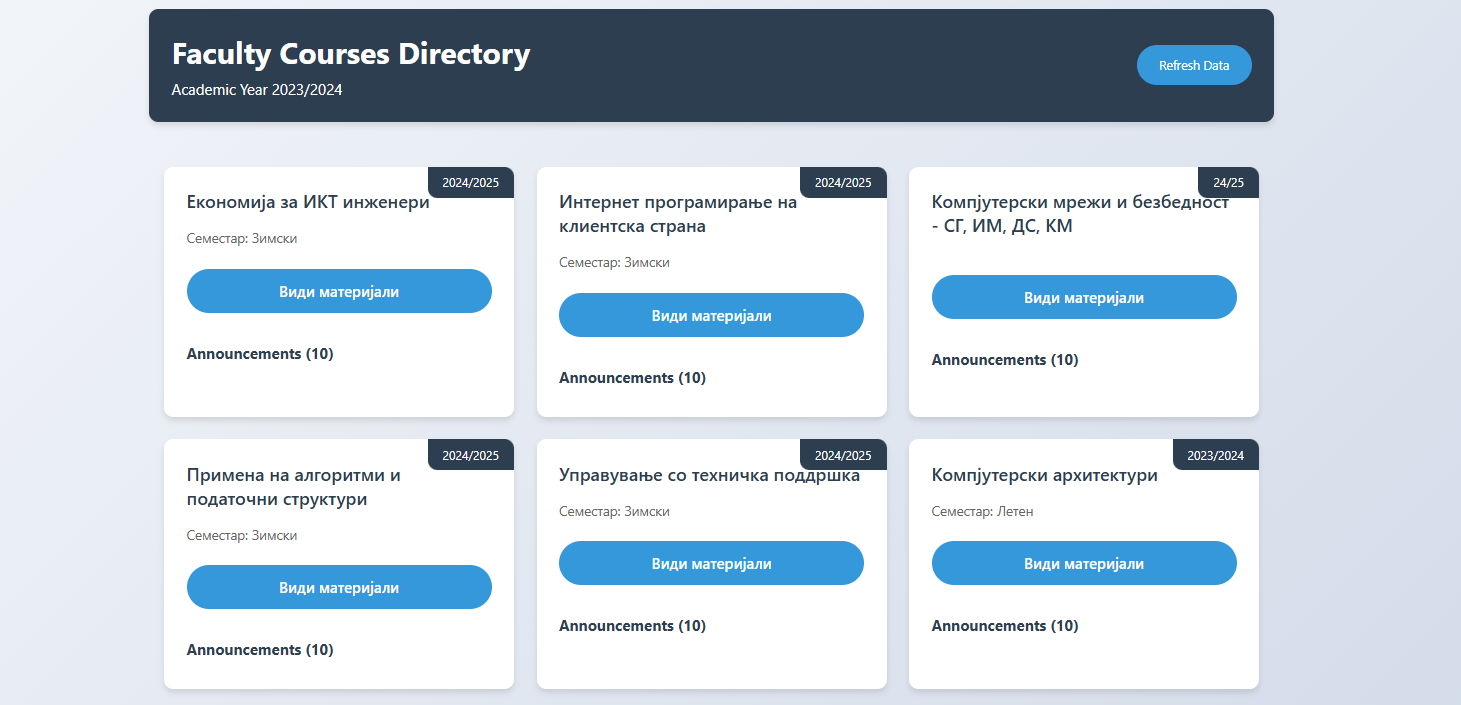 Faculty Courses Directory
Academic Year 2023/2024
Refresh Data
2024/2025
Економија за ИКТ инженери
Семестар: Зимски
Види материјали
Announcements (10)
2024/2025
Интернет програмирање на
клиентска страна
Семестар: Зимски
Види материјали
Announcements (10)
24/25
Компјутерски мрежи и безбедност
- СГ, ИМ, ДС, КМ
Види материјали
Announcements (10)
2024/2025
Примена на алгоритми и
податочни структури
Семестар: Зимски
Види материјали
Announcements (10)
2024/2025
Управување со техничка поддршка
Семестар: Зимски
Види материјали
Announcements (10)
2023/2024
Компјутерски архитектури
Семестар: Летен
Види материјали
Announcements (10)